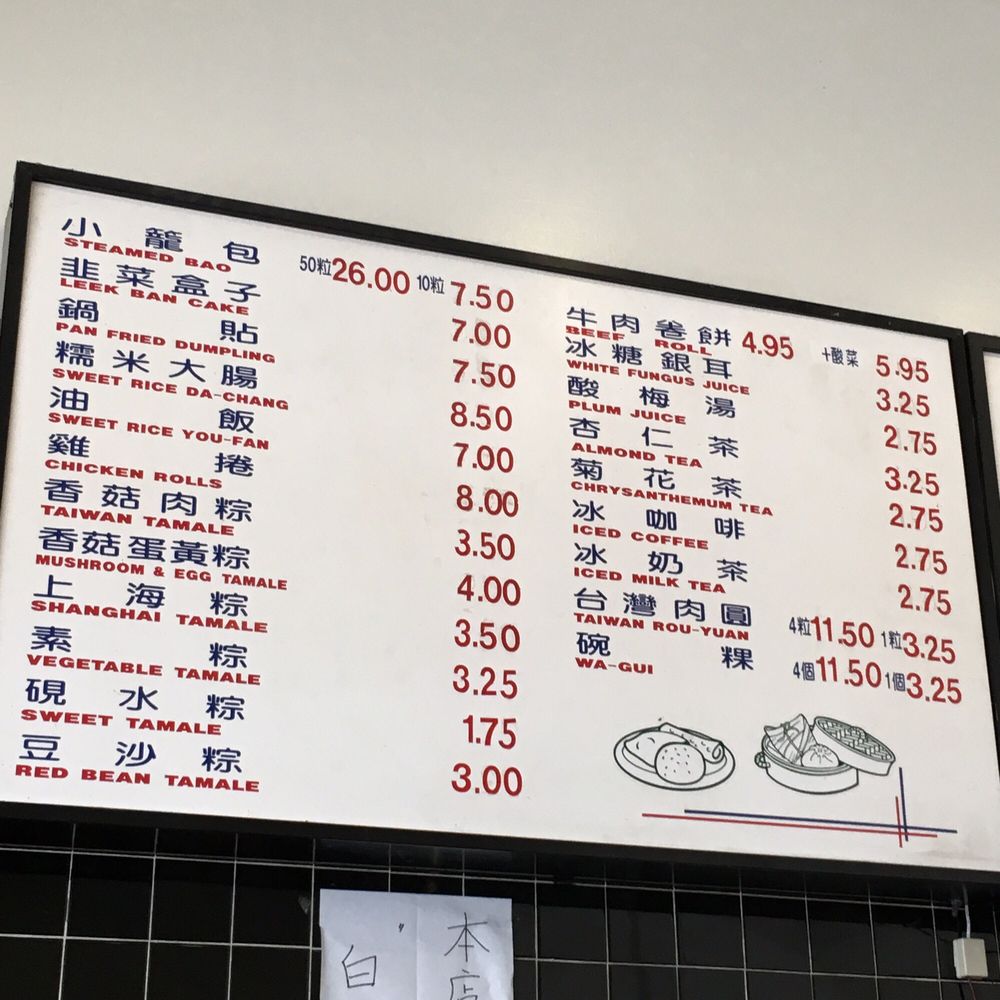 小籠包 50粒26.00 10粒7.50
STEAMED BAO
韭菜盒子 7.00
LEEK BAN CAKE
鍋貼 7.50
PAN FRIED DUMPLING
糯米大腸 8.50
SWEET RICE DA-CHANG
油飯 7.00
SWEET RICE YOU-FAN
雞捲 8.00
CHICKEN ROLLS
香菇肉粽 3.50
TAIWAN TAMALE
香菇蛋黃粽 4.00
MUSHROOM & EGG TAMALE
上海粽 3.50
SHANGHAI TAMALE
素粽 3.25
VEGETABLE TAMALE
硯水粽 1.75
SWEET TAMALE
豆沙粽 3.00
RED BEAN TAMALE
牛肉卷餅 4.95 +酸菜 5.95
BEEF ROLL
冰糖銀耳 3.25
WHITE FUNGUS JUICE
酸梅湯 2.75
PLUM JUICE
杏仁茶 3.25
ALMOND TEA
菊花茶 2.75
CHRYSANTHEMUM TEA
冰咖啡 2.75
ICED COFFEE
冰奶茶 2.75
ICED MILK TEA
台灣肉圓 4粒11.50 1粒3.25
TAIWAN ROU-YUAN
碗粿 4個11.50 1個3.25
WA-GUI
本店
白